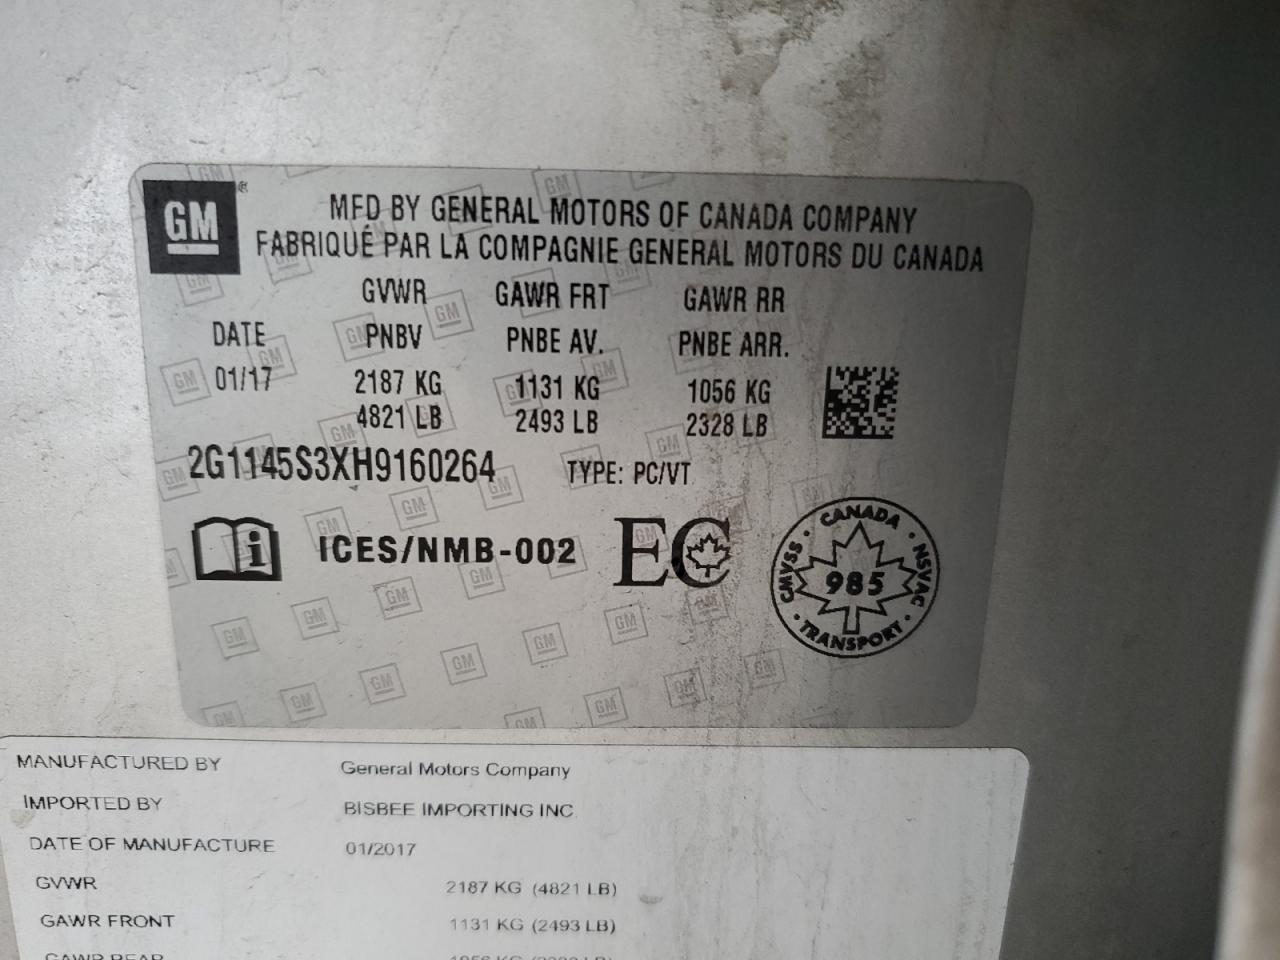 GM®
MFD BY GENERAL MOTORS OF CANADA COMPANY
FABRIQUÉ PAR LA COMPAGNIE GENERAL MOTORS DU CANADA
GVWR GAWR FRT GAWR RR
DATE PNBV PNBE AV. PNBE ARR.
01/17 2187 KG 1131 KG 1056 KG
4821 LB 2493 LB 2328 LB
2G1145S3XH9160264 TYPE: PC/VT
i ICES/NMB-002 EC
CANADA · NSVAC · TRANSPORT · CMVSS ·
985
MANUFACTURED BY General Motors Company
IMPORTED BY BISBEE IMPORTING INC
DATE OF MANUFACTURE 01/2017
GVWR 2187 KG (4821 LB)
GAWR FRONT 1131 KG (2493 LB)
GAWR REAR